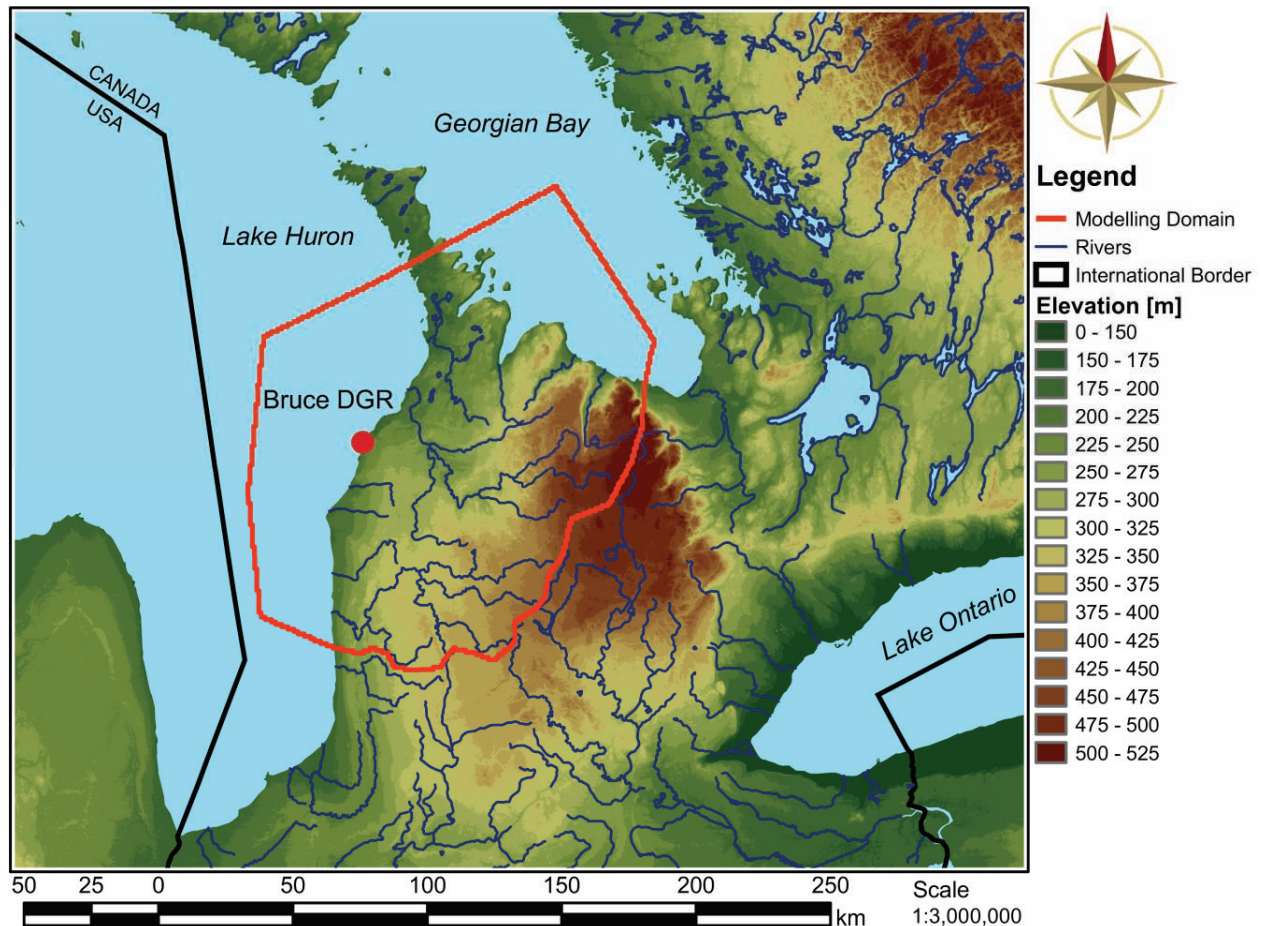 CANADA
USA
Georgian Bay
Lake Huron
Bruce DGR
Lake Ontario
Legend
Modelling Domain
Rivers
International Border
Elevation [m]
0 - 150
150 - 175
175 - 200
200 - 225
225 - 250
250 - 275
275 - 300
300 - 325
325 - 350
350 - 375
375 - 400
400 - 425
425 - 450
450 - 475
475 - 500
500 - 525
50 25 0 50 100 150 200 250
km
Scale
1:3,000,000